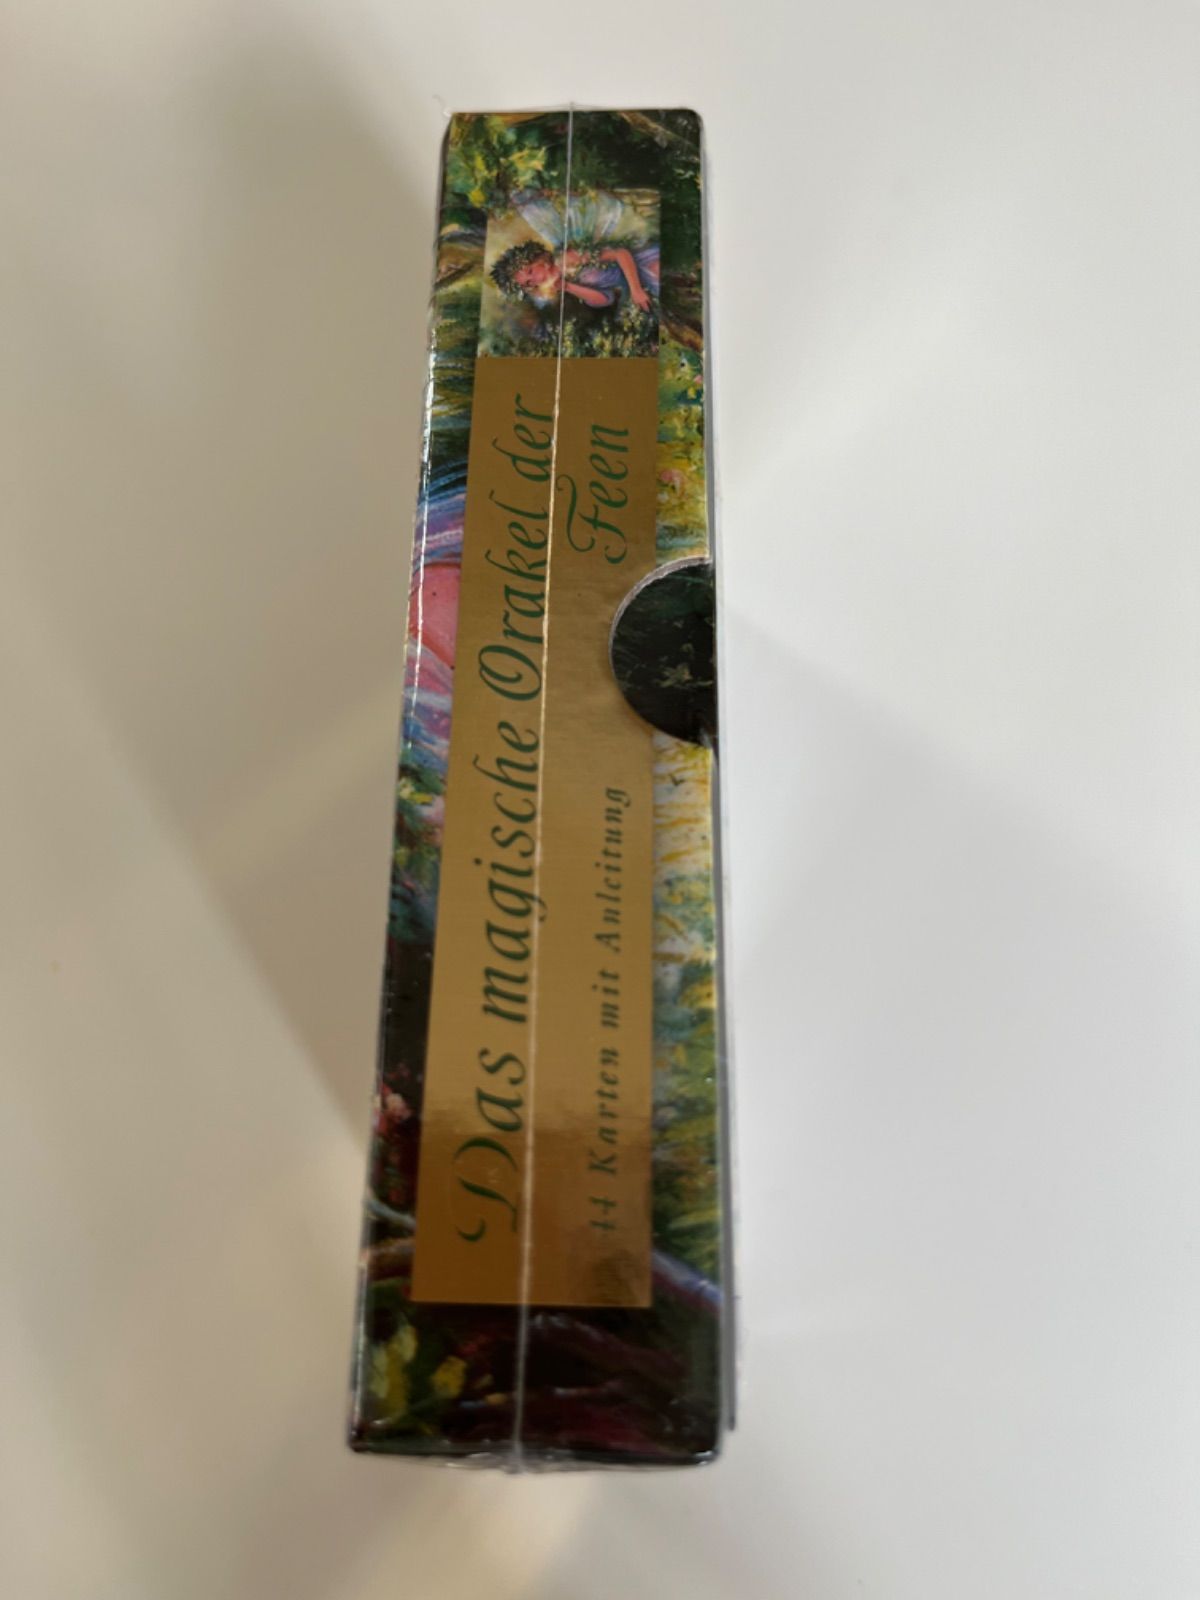 Das magische Orakel der
Feen
44 Karten mit Anleitung